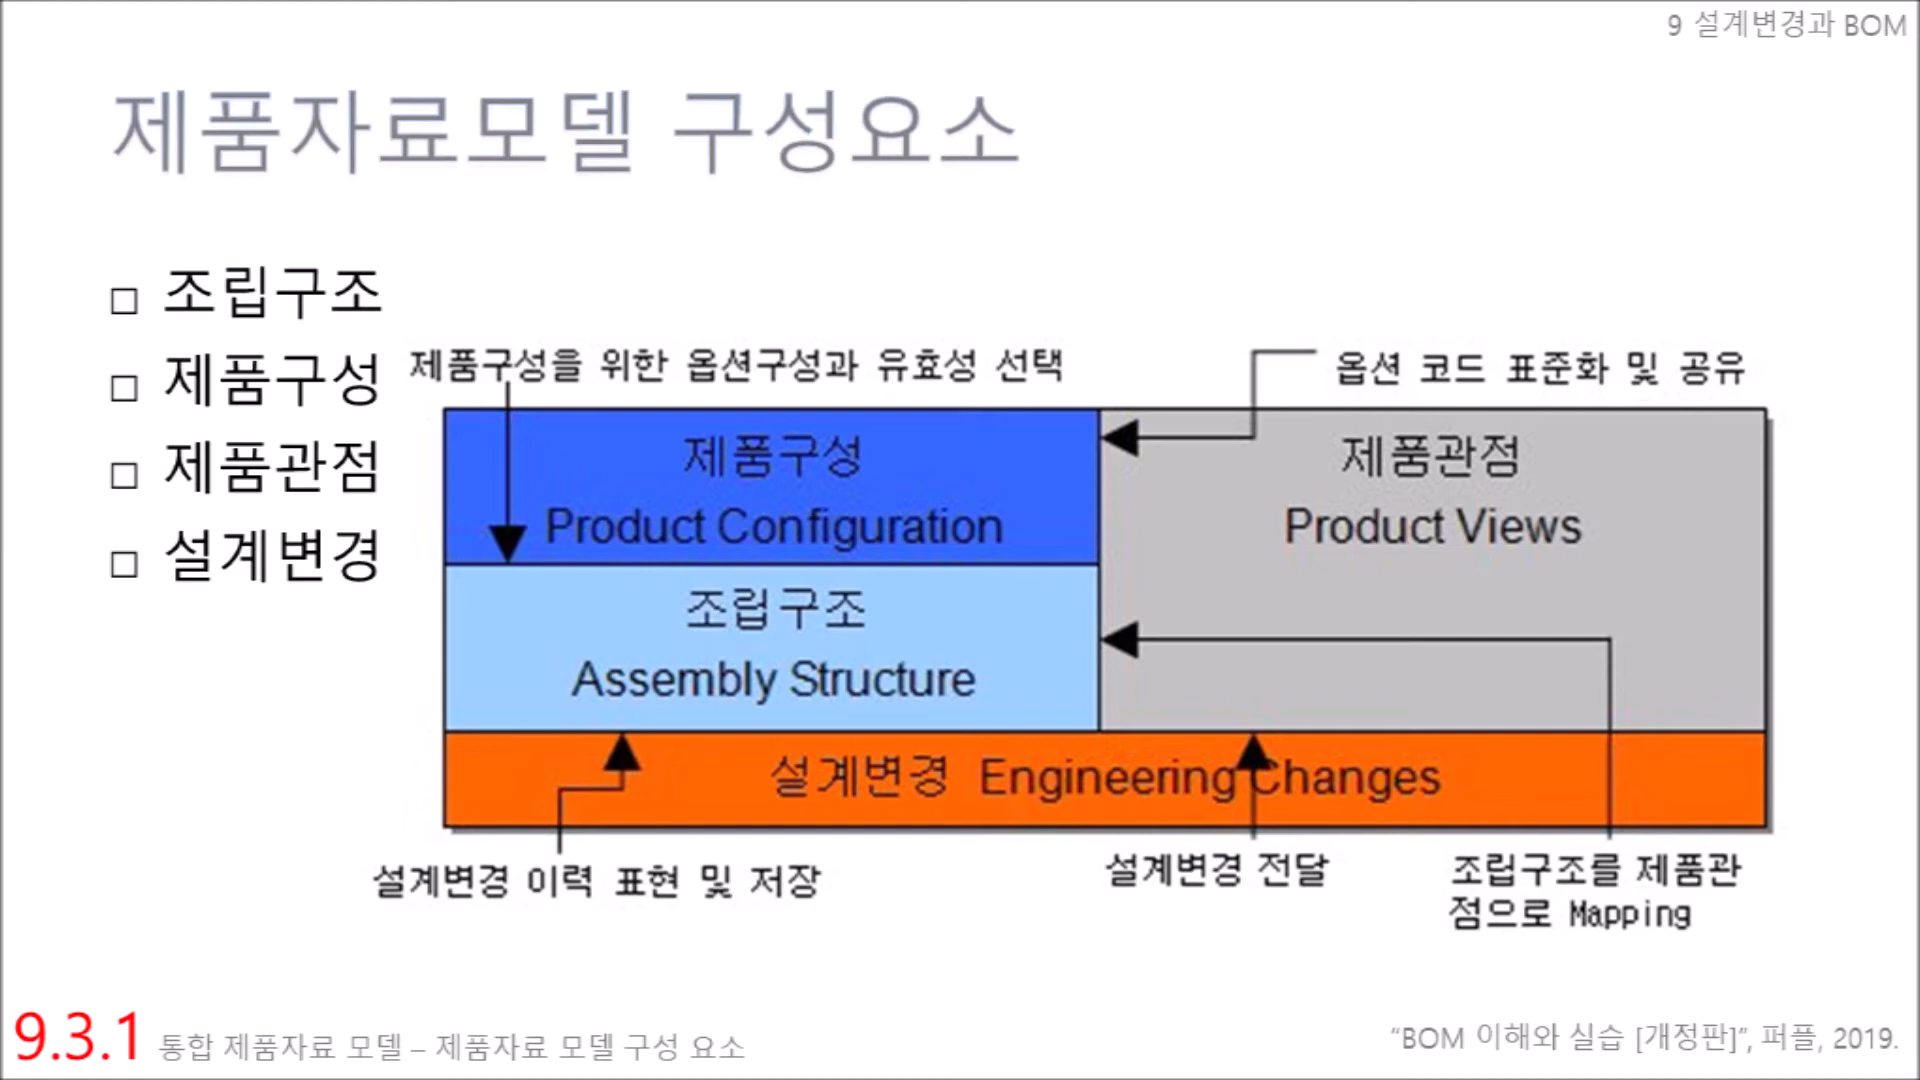 9 설계변경과 BOM
제품자료모델 구성요소
□ 조립구조
□ 제품구성
□ 제품관점
□ 설계변경
제품구성을 위한 옵션구성과 유효성 선택
옵션 코드 표준화 및 공유
제품구성
Product Configuration
제품관점
Product Views
조립구조
Assembly Structure
설계변경 Engineering Changes
설계변경 이력 표현 및 저장
설계변경 전달
조립구조를 제품관
점으로 Mapping
9.3.1 통합 제품자료 모델 – 제품자료 모델 구성 요소
“BOM 이해와 실습 [개정판]”, 퍼플, 2019.